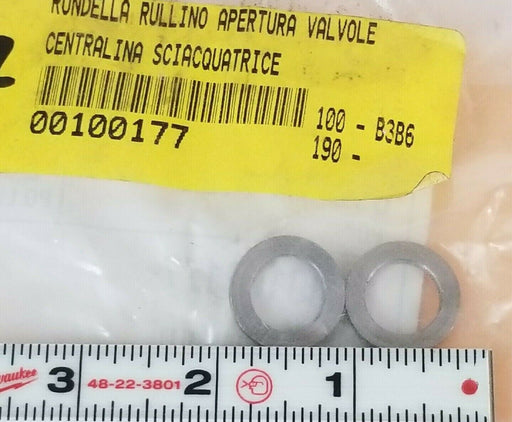 RONDELLA RULLINO APERTURA VALVOLE
CENTRALINA SCIACQUATRICE
00100177
100 - B3B6
190 -
3 48-22-3801 2 1